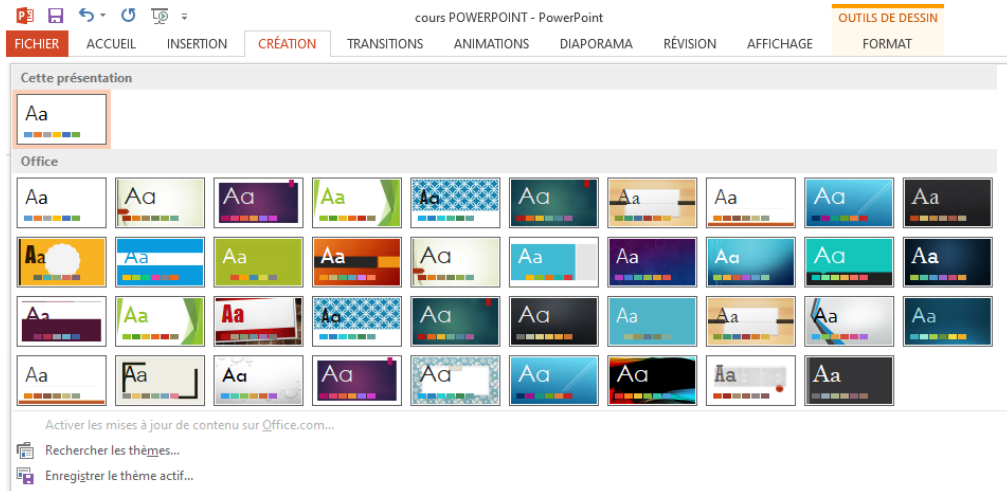 cours POWERPOINT - PowerPoint
OUTILS DE DESSIN
FICHIER ACCUEIL INSERTION CRÉATION TRANSITIONS ANIMATIONS DIAPORAMA RÉVISION AFFICHAGE FORMAT
Cette présentation
Aa
Office
Aa Aa Aa Aa Aa Aa Aa Aa Aa Aa
Aa Aa Aa Aa Aa Aa Aa Aa Aa Aa
Aa Aa Aa Aa Aa Aa Aa Aa Aa Aa
Aa Aa Aa Aa Aa Aa Aa Aa Aa
Activer les mises à jour de contenu sur Office.com...
Rechercher les thèmes...
Enregistrer le thème actif...